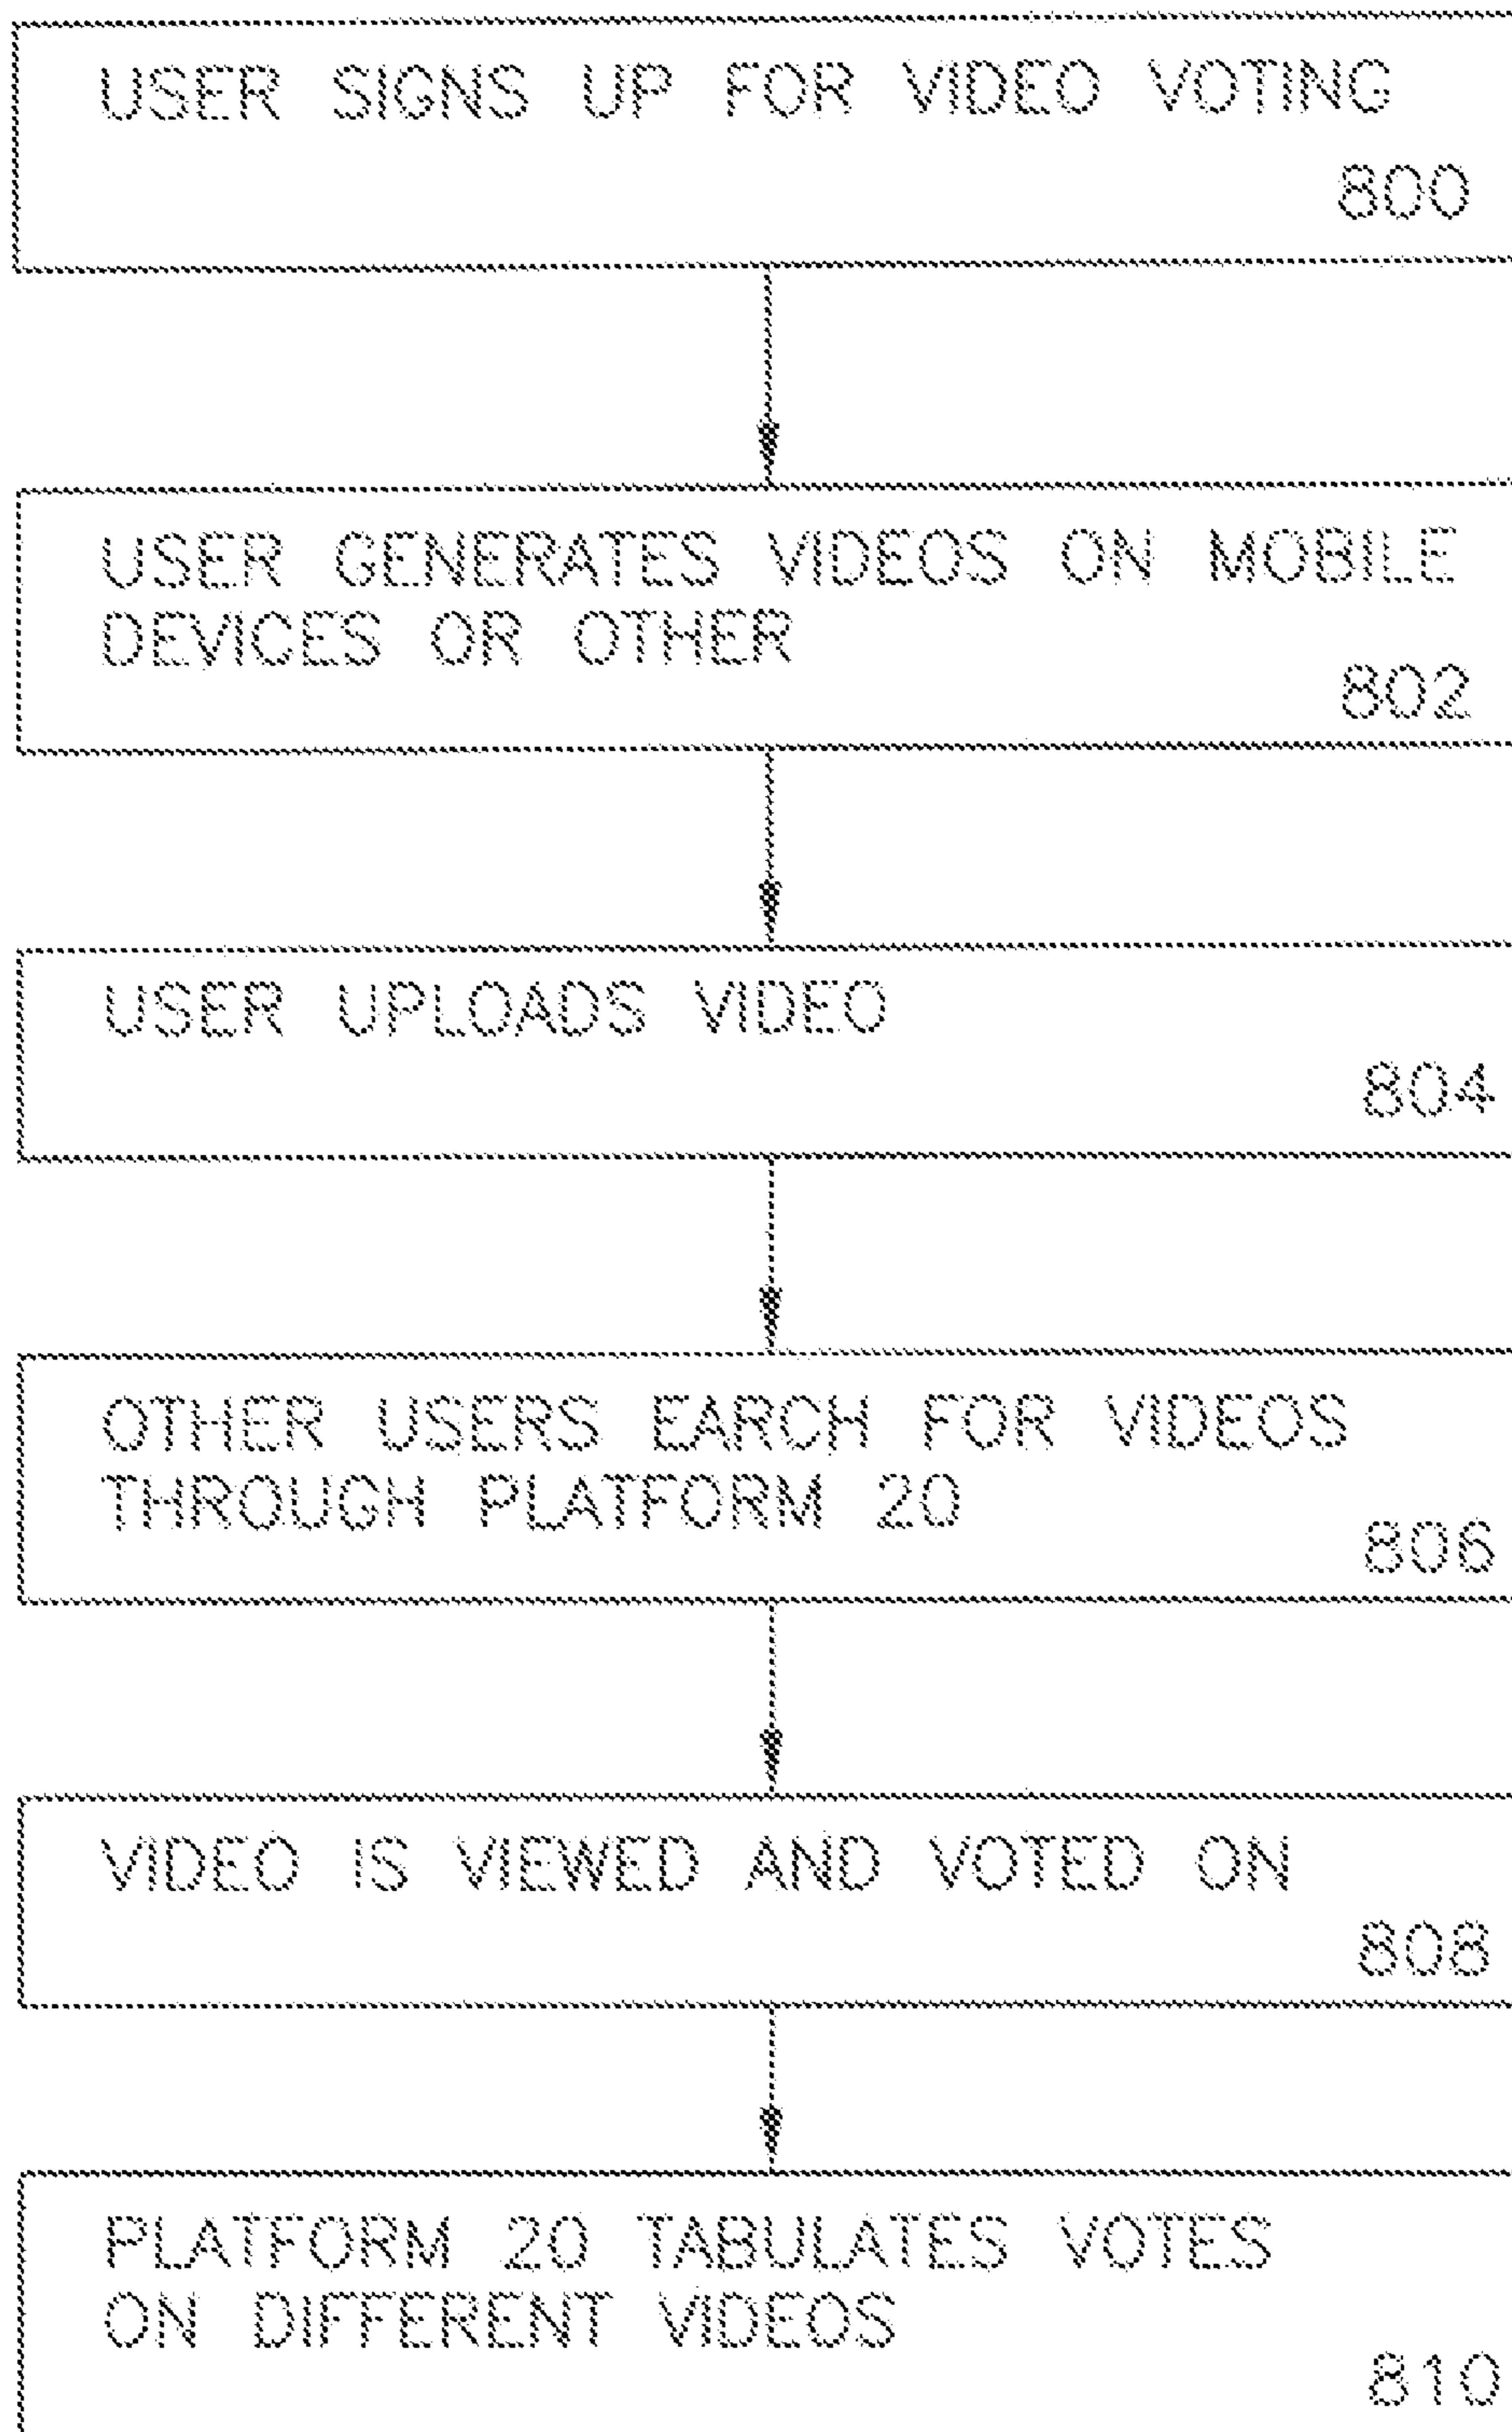 USER SIGNS UP FOR VIDEO VOTING
800
USER GENERATES VIDEOS ON MOBILE
DEVICES OR OTHER
802
USER UPLOADS VIDEO
804
OTHER USERS EARCH FOR VIDEOS
THROUGH PLATFORM 20
806
VIDEO IS VIEWED AND VOTED ON
808
PLATFORM 20 TABULATES VOTES
ON DIFFERENT VIDEOS
810